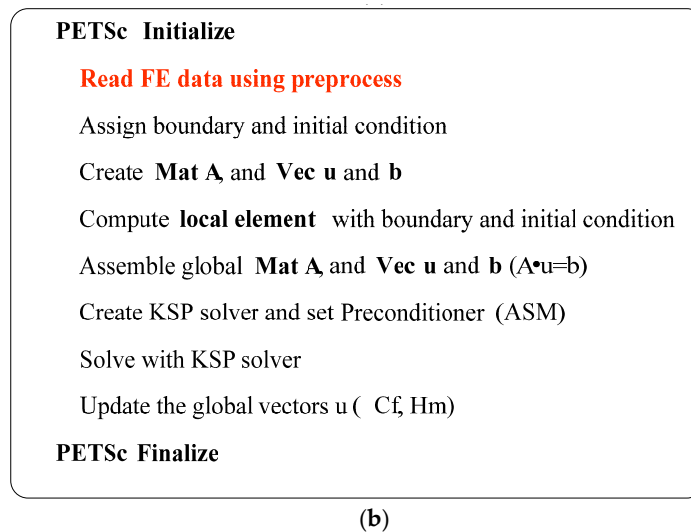 PETSc Initialize
Read FE data using preprocess
Assign boundary and initial condition
Create Mat A, and Vec u and b
Compute local element with boundary and initial condition
Assemble global Mat A, and Vec u and b (A•u=b)
Create KSP solver and set Preconditioner (ASM)
Solve with KSP solver
Update the global vectors u ( Cf, Hm)
PETSc Finalize
(b)